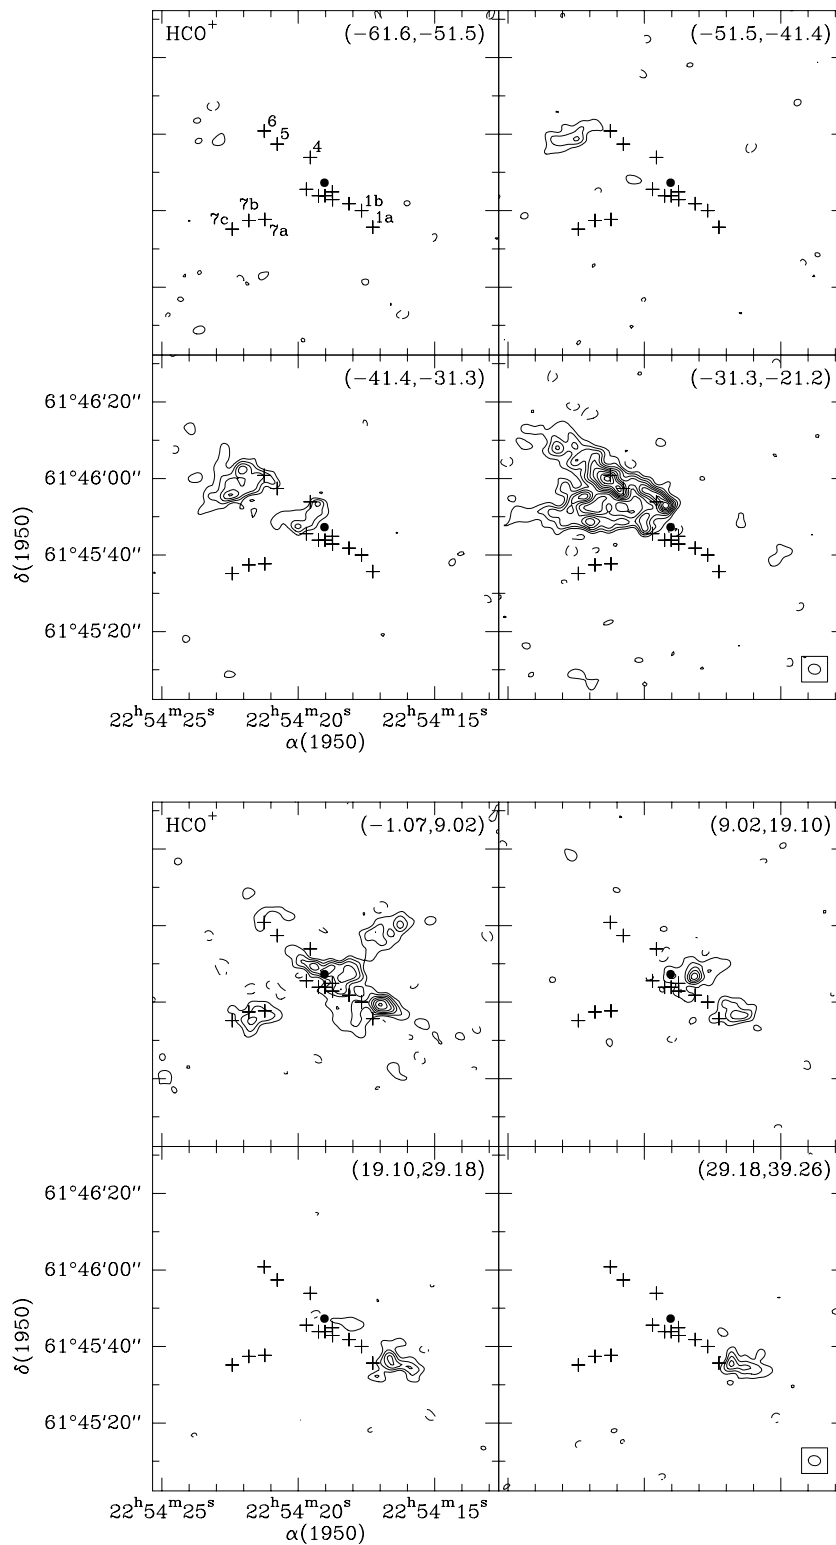 HCO⁺ (−61.6,−51.5)
(−51.5,−41.4)
6
5
4
7b
1b
7c
7a
1a
(−41.4,−31.3)
(−31.3,−21.2)
61°46′20″
61°46′00″
61°45′40″
61°45′20″
δ(1950)
22ʰ54ᵐ25ˢ 22ʰ54ᵐ20ˢ 22ʰ54ᵐ15ˢ
α(1950)
HCO⁺ (−1.07,9.02)
(9.02,19.10)
(19.10,29.18)
(29.18,39.26)
61°46′20″
61°46′00″
61°45′40″
61°45′20″
δ(1950)
22ʰ54ᵐ25ˢ 22ʰ54ᵐ20ˢ 22ʰ54ᵐ15ˢ
α(1950)